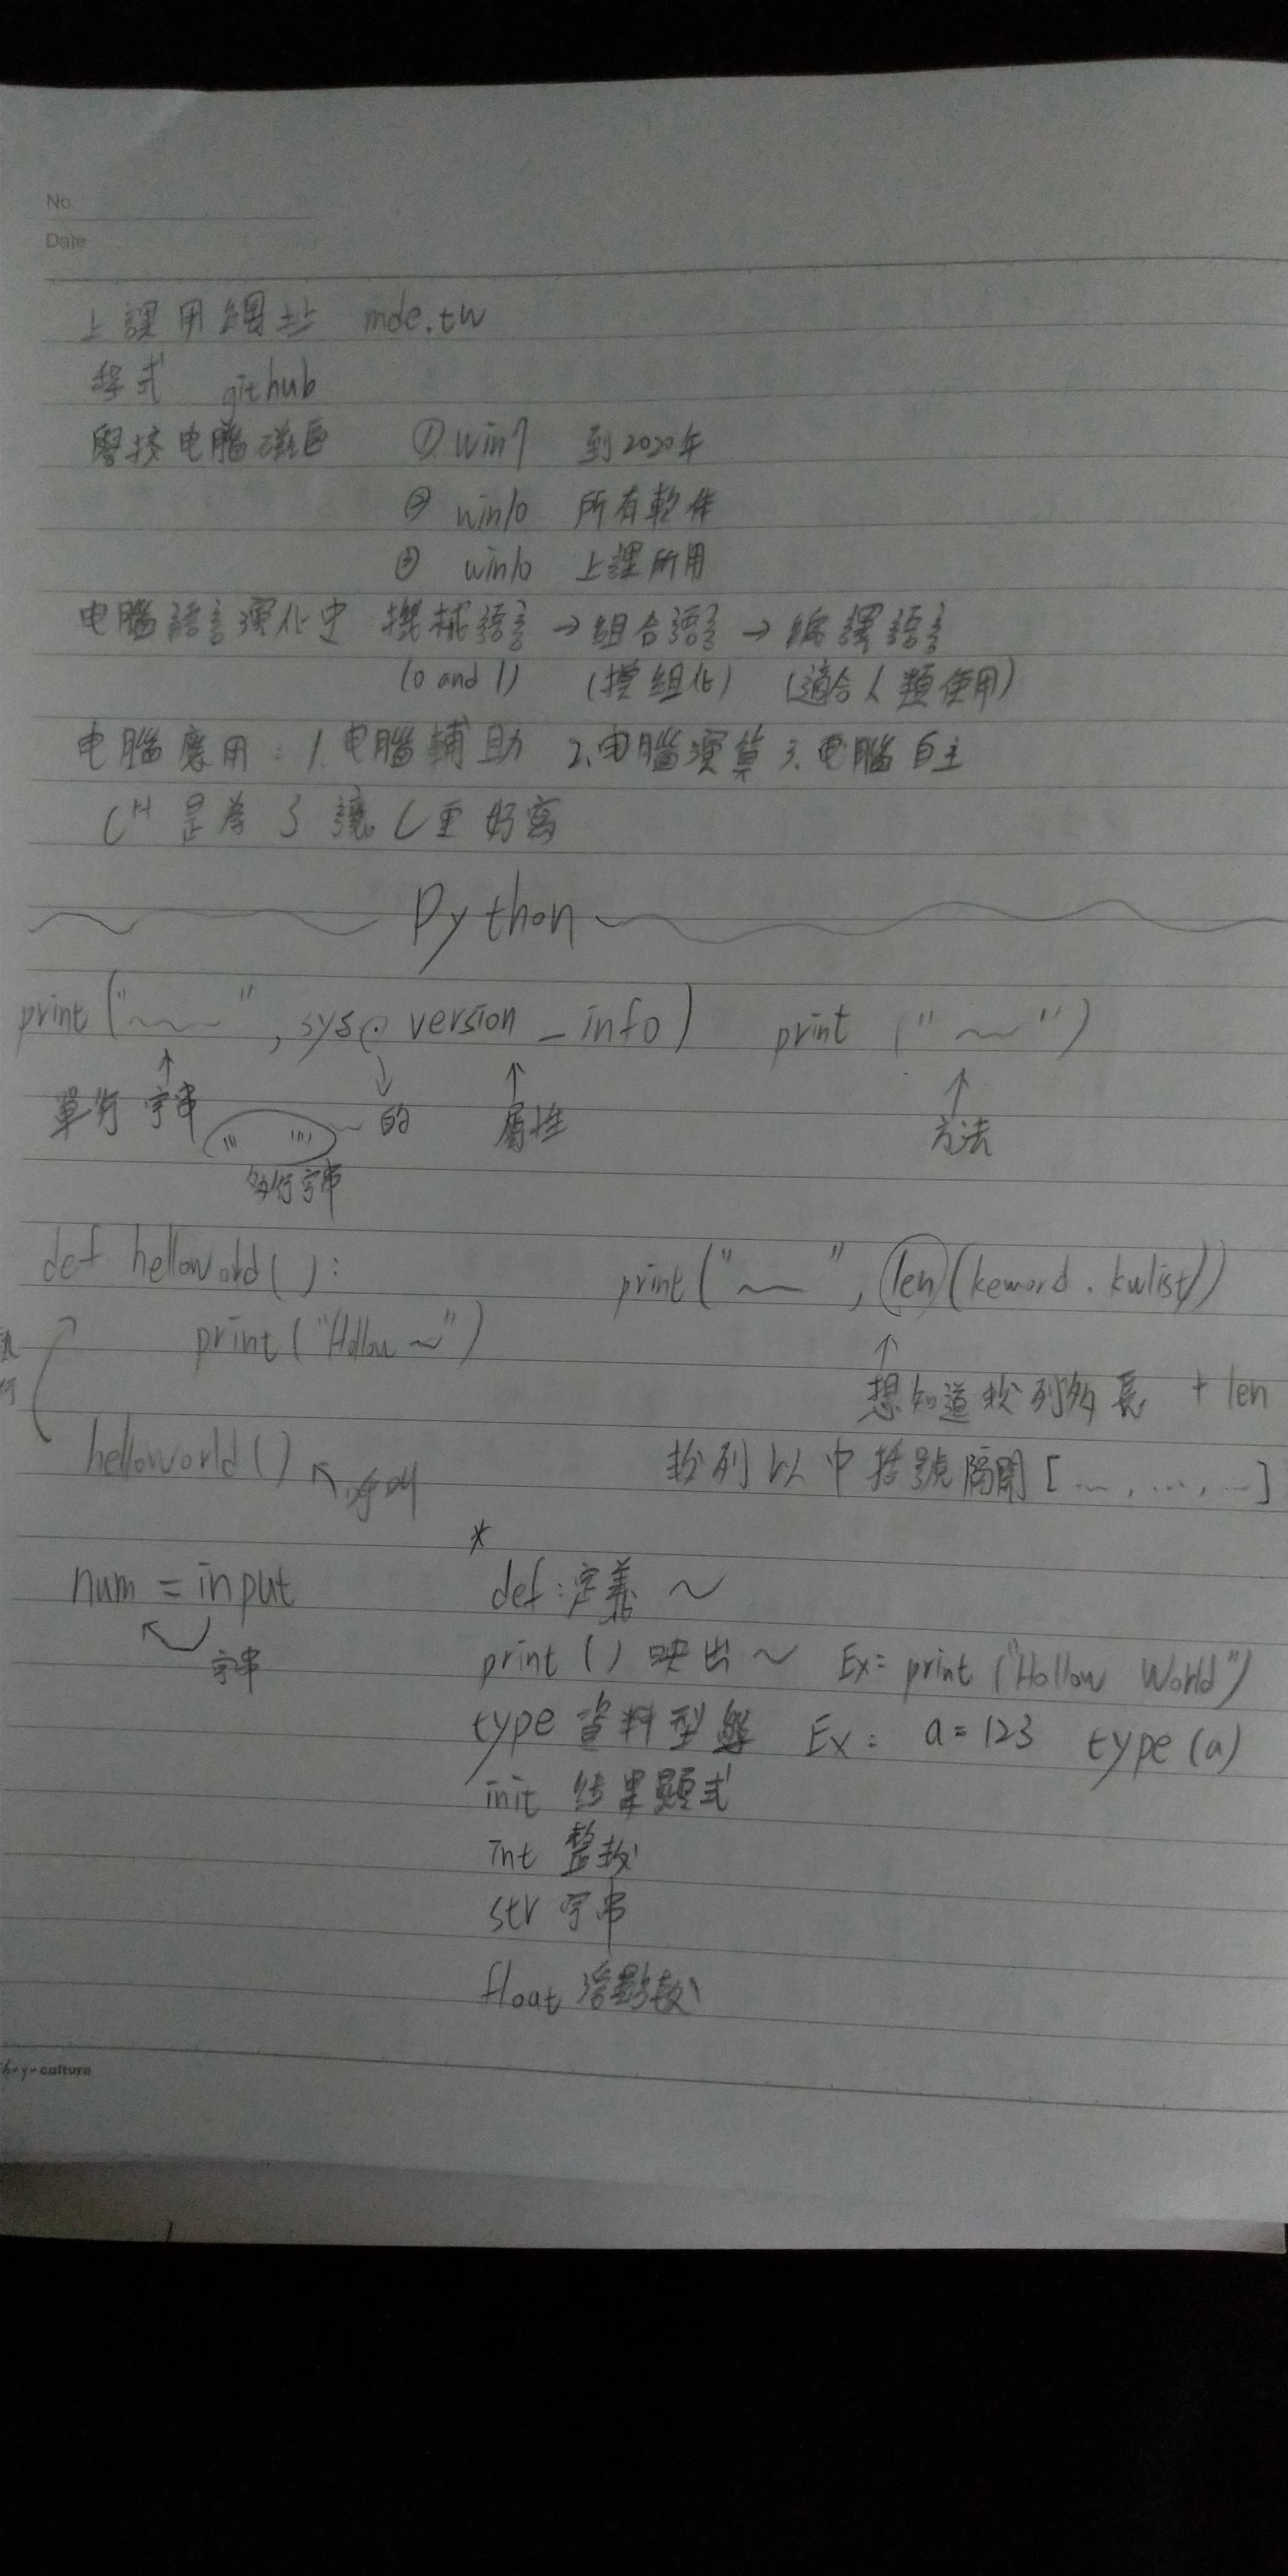 No.
Date
上課用網址 mde.tw
程式 github
學校电腦磁區 ① win7 到2020年
② win10 所有軟件
③ win10 上課所用
电腦語言演化史 機械語言 → 組合語言 → 編譯語言
(0 and 1) (模組化) (適合人類使用)
电腦應用：1.电腦輔助 2.电腦演算 3.电腦自主
C++ 是為了讓C更好寫
Python
print("~~~", sys.version_info) print ("~~")
↑ ↓ ↑ ↑
單行字串 的 屬性 方法
''' ''''
多行字串
def helloworld():
print("~~", len(keword.kwlist))
print("Hollow ~")
執行
↑
想知道數列多長 + len
helloworld() ↖
數列以中括號隔開 [..., ..., ...]
*
num = input def:定義 ~
字串
print () 映出 ~ Ex= print ("Hollow World")
type 資料型態 Ex: a=123 type(a)
init 結果顯式
Int 整数
str 字串
float 浮點数
culture